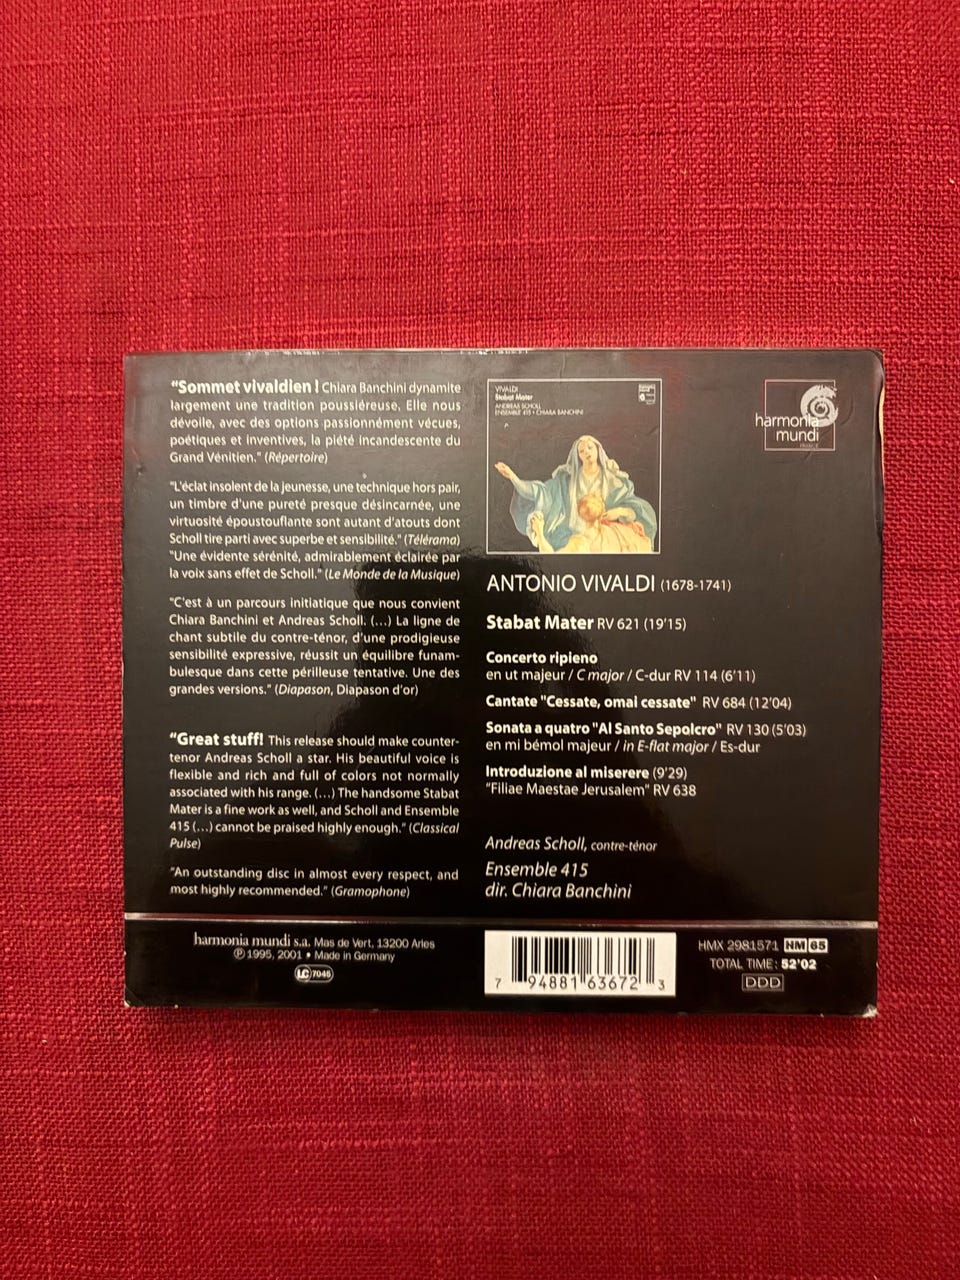 “Sommet vivaldien ! Chiara Banchini dynamite
largement une tradition poussiéreuse. Elle nous
dévoile, avec des options passionnément vécues,
poétiques et inventives, la piété incandescente du
Grand Vénitien." (Répertoire)
"L'éclat insolent de la jeunesse, une technique hors pair,
un timbre d'une pureté presque désincarnée, une
virtuosité époustouflante sont autant d'atouts dont
Scholl tire parti avec superbe et sensibilité." (Télérama)
"Une évidente sérénité, admirablement éclairée par
la voix sans effet de Scholl." (Le Monde de la Musique)
"C'est à un parcours initiatique que nous convient
Chiara Banchini et Andreas Scholl. (...) La ligne de
chant subtile du contre-ténor, d'une prodigieuse
sensibilité expressive, réussit un équilibre funam-
bulesque dans cette périlleuse tentative. Une des
grandes versions." (Diapason, Diapason d'or)
“Great stuff! This release should make counter-
tenor Andreas Scholl a star. His beautiful voice is
flexible and rich and full of colors not normally
associated with his range. (...) The handsome Stabat
Mater is a fine work as well, and Scholl and Ensemble
415 (...) cannot be praised highly enough." (Classical
Pulse)
"An outstanding disc in almost every respect, and
most highly recommended." (Gramophone)
VIVALDI
Stabat Mater
ANDREAS SCHOLL
ENSEMBLE 415 • CHIARA BANCHINI
harmonia
mundi
FRANCE
ANTONIO VIVALDI (1678-1741)
Stabat Mater RV 621 (19'15)
Concerto ripieno
en ut majeur / C major / C-dur RV 114 (6'11)
Cantate "Cessate, omai cessate" RV 684 (12'04)
Sonata a quatro "Al Santo Sepolcro" RV 130 (5'03)
en mi bémol majeur / in E-flat major / Es-dur
Introduzione al miserere (9'29)
"Filiae Maestae Jerusalem" RV 638
Andreas Scholl, contre-ténor
Ensemble 415
dir. Chiara Banchini
harmonia mundi s.a. Mas de Vert, 13200 Arles
℗ 1995, 2001 • Made in Germany
LC 7045
7 94881 63672 3
HMX 2981571 HM 65
TOTAL TIME : 52'02
DDD